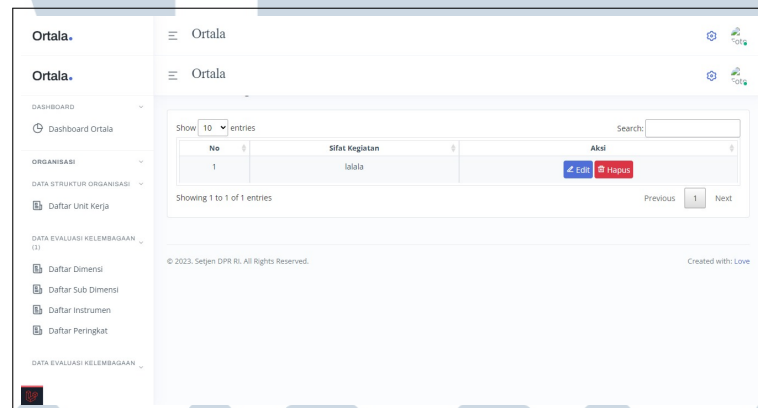 Ortala.
Ortala
Ortala.
Ortala
DASHBOARD
Dashboard Ortala
ORGANISASI
DATA STRUKTUR ORGANISASI
Daftar Unit Kerja
DATA EVALUASI KELEMBAGAAN
(1)
Daftar Dimensi
Daftar Sub Dimensi
Daftar Instrumen
Daftar Peringkat
DATA EVALUASI KELEMBAGAAN
Show 10 entries
Search:
No Sifat Kegiatan Aksi
1 lalala Edit Hapus
Showing 1 to 1 of 1 entries
Previous 1 Next
© 2023. Setjen DPR RI. All Rights Reserved.
Created with: Love